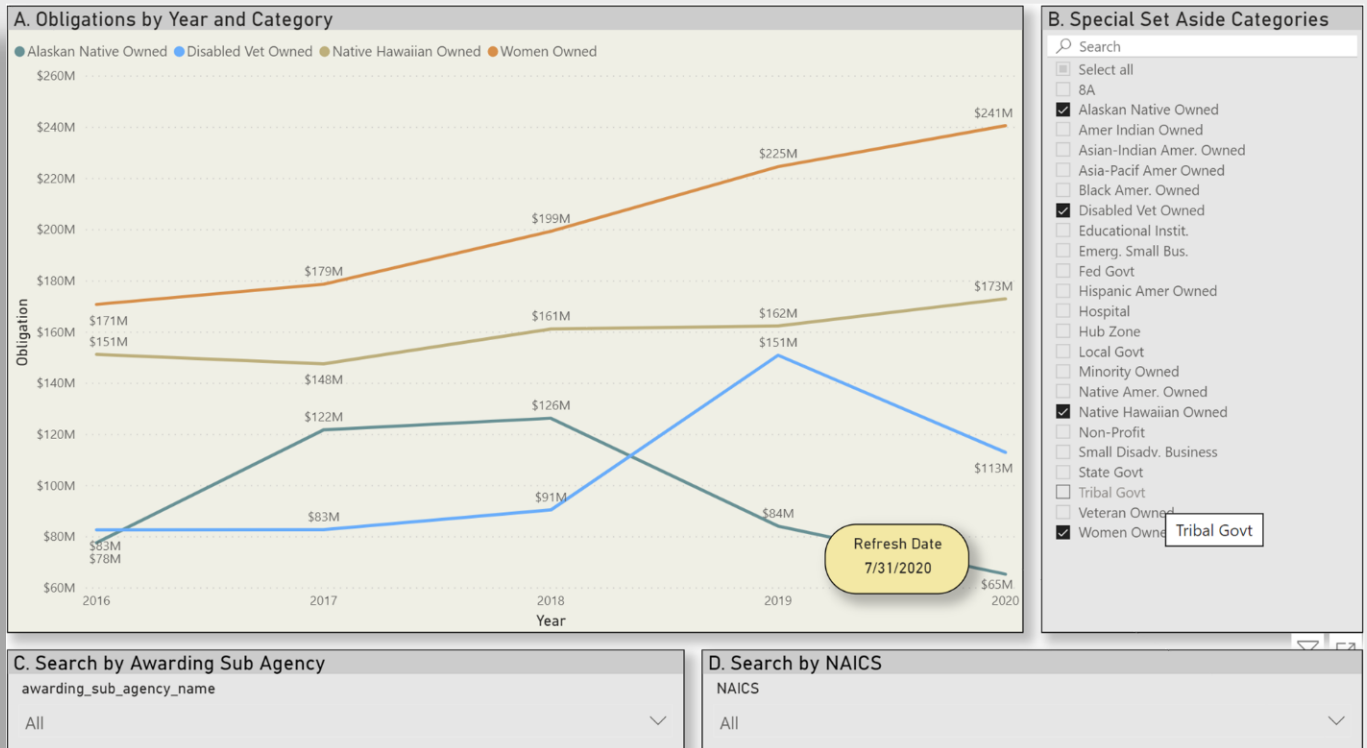 A. Obligations by Year and Category
Alaskan Native Owned Disabled Vet Owned Native Hawaiian Owned Women Owned
$260M
$240M
$220M
$200M
$180M
$160M
$140M
$120M
$100M
$80M
$60M
Obligation
$171M
$179M
$199M
$225M
$241M
$151M
$148M
$161M
$162M
$173M
$83M
$83M
$91M
$151M
$113M
$78M
$122M
$126M
$84M
$65M
Refresh Date
7/31/2020
2016 2017 2018 2019 2020
Year
B. Special Set Aside Categories
Search
Select all
8A
Alaskan Native Owned
Amer Indian Owned
Asian-Indian Amer. Owned
Asia-Pacif Amer Owned
Black Amer. Owned
Disabled Vet Owned
Educational Instit.
Emerg. Small Bus.
Fed Govt
Hispanic Amer Owned
Hospital
Hub Zone
Local Govt
Minority Owned
Native Amer. Owned
Native Hawaiian Owned
Non-Profit
Small Disadv. Business
State Govt
Tribal Govt
Veteran Owned
Women Owne
Tribal Govt
C. Search by Awarding Sub Agency
awarding_sub_agency_name
All
D. Search by NAICS
NAICS
All